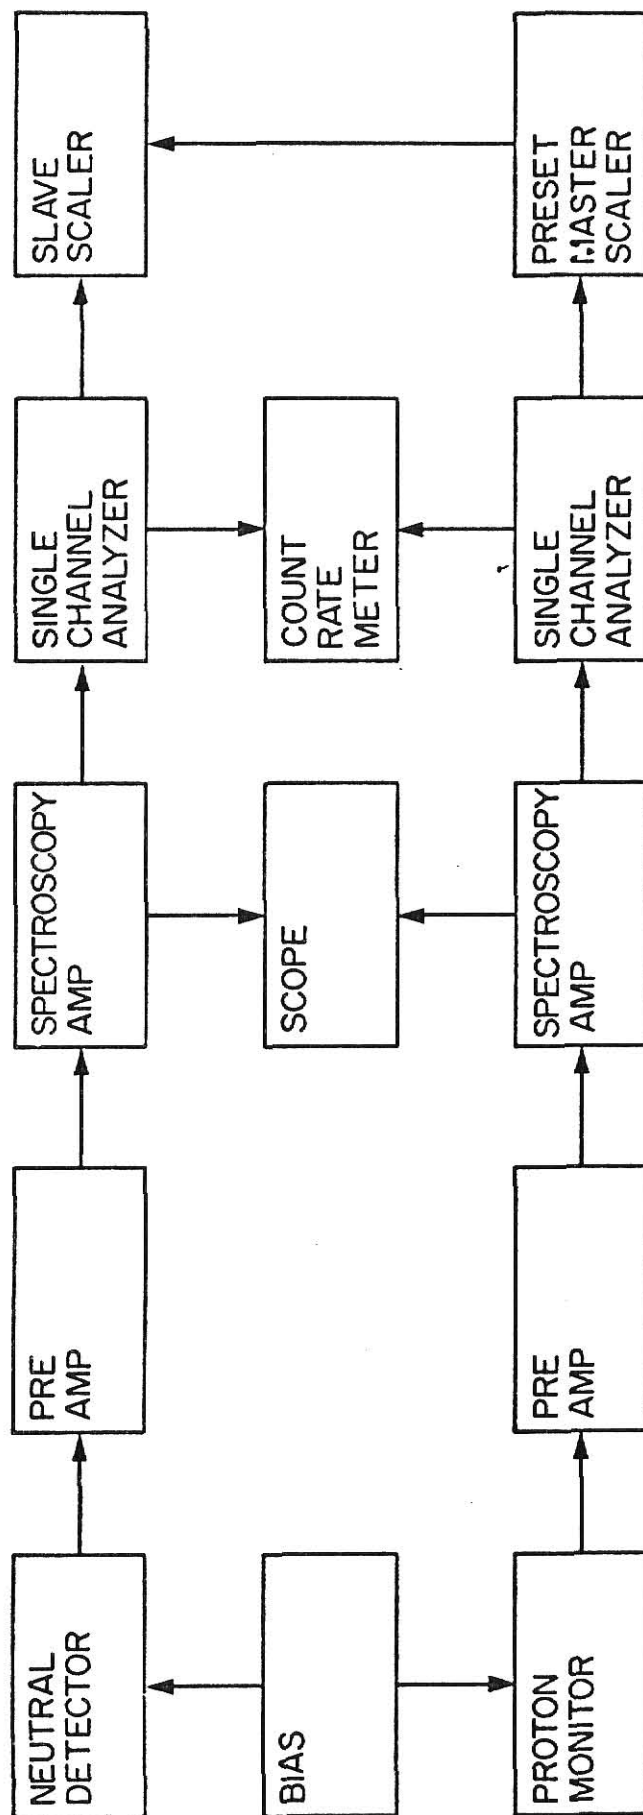 NEUTRAL
DETECTOR
PRE
AMP
SPECTROSCOPY
AMP
SINGLE
CHANNEL
ANALYZER
SLAVE
SCALER
BIAS
SCOPE
COUNT
RATE
METER
PROTON
MONITOR
PRE
AMP
SPECTROSCOPY
AMP
SINGLE
CHANNEL
ANALYZER
PRESET
MASTER
SCALER